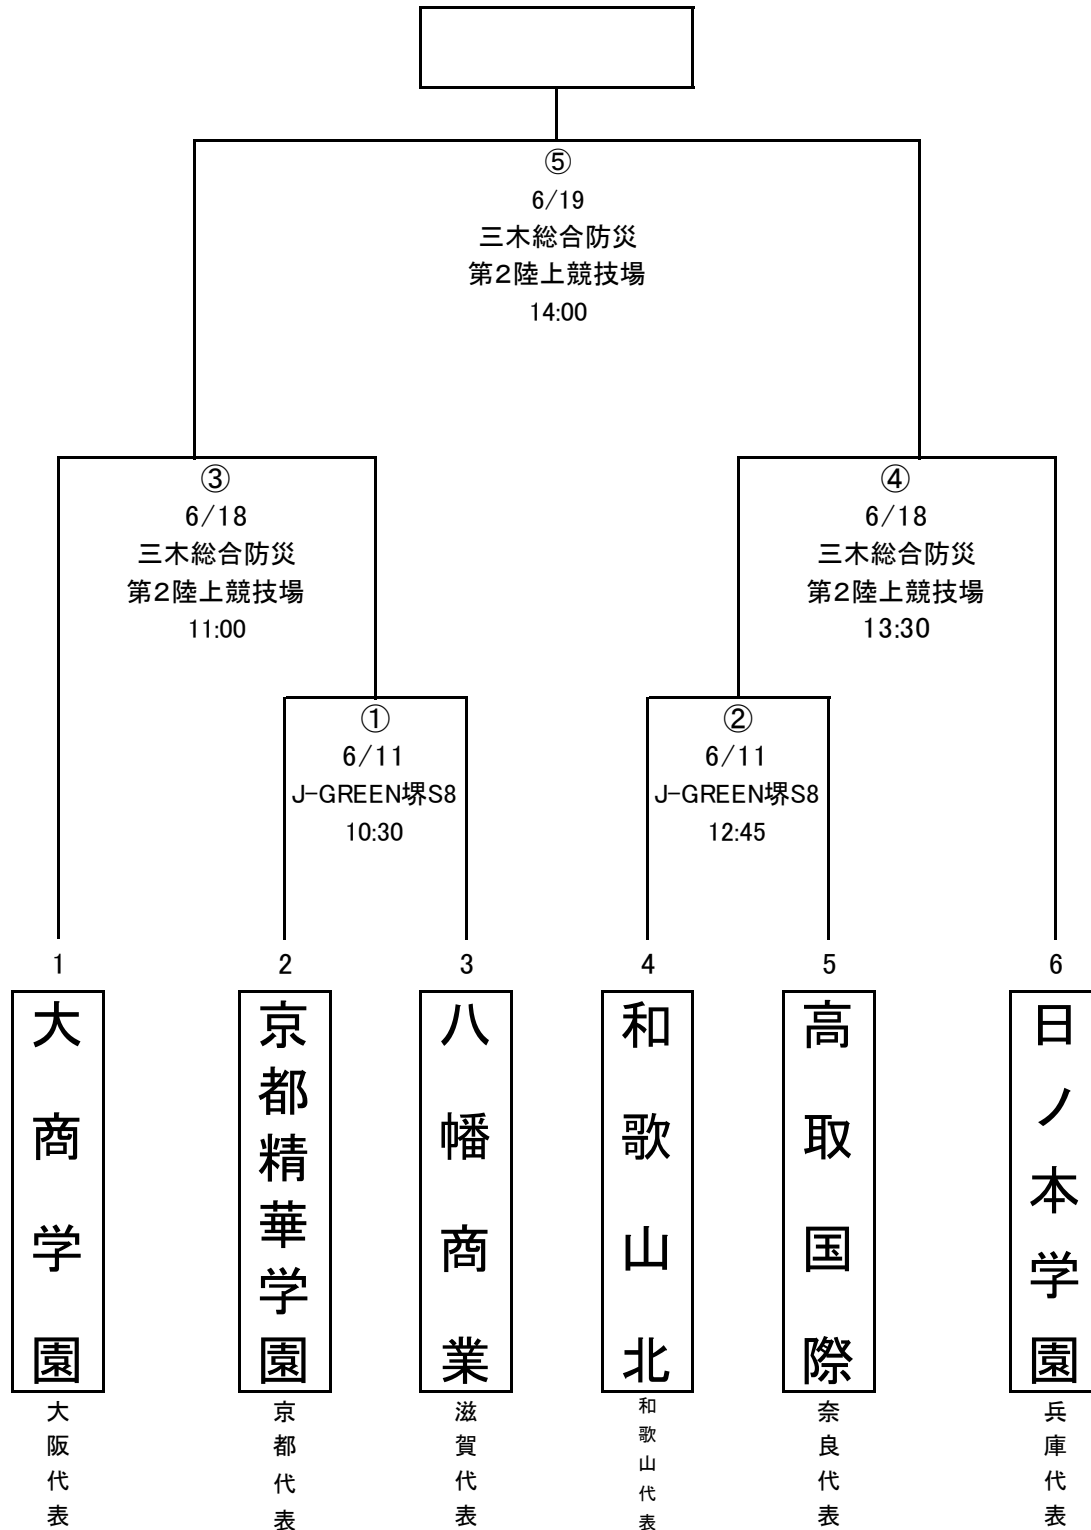 ⑤
6/19
三木総合防災
第2陸上競技場
14:00
③
6/18
三木総合防災
第2陸上競技場
11:00
④
6/18
三木総合防災
第2陸上競技場
13:30
①
6/11
J-GREEN堺S8
10:30
②
6/11
J-GREEN堺S8
12:45
1
2
3
4
5
6
大商学園
京都精華学園
八幡商業
和歌山北
高取国際
日ノ本学園
大阪代表
京都代表
滋賀代表
和歌山代表
奈良代表
兵庫代表